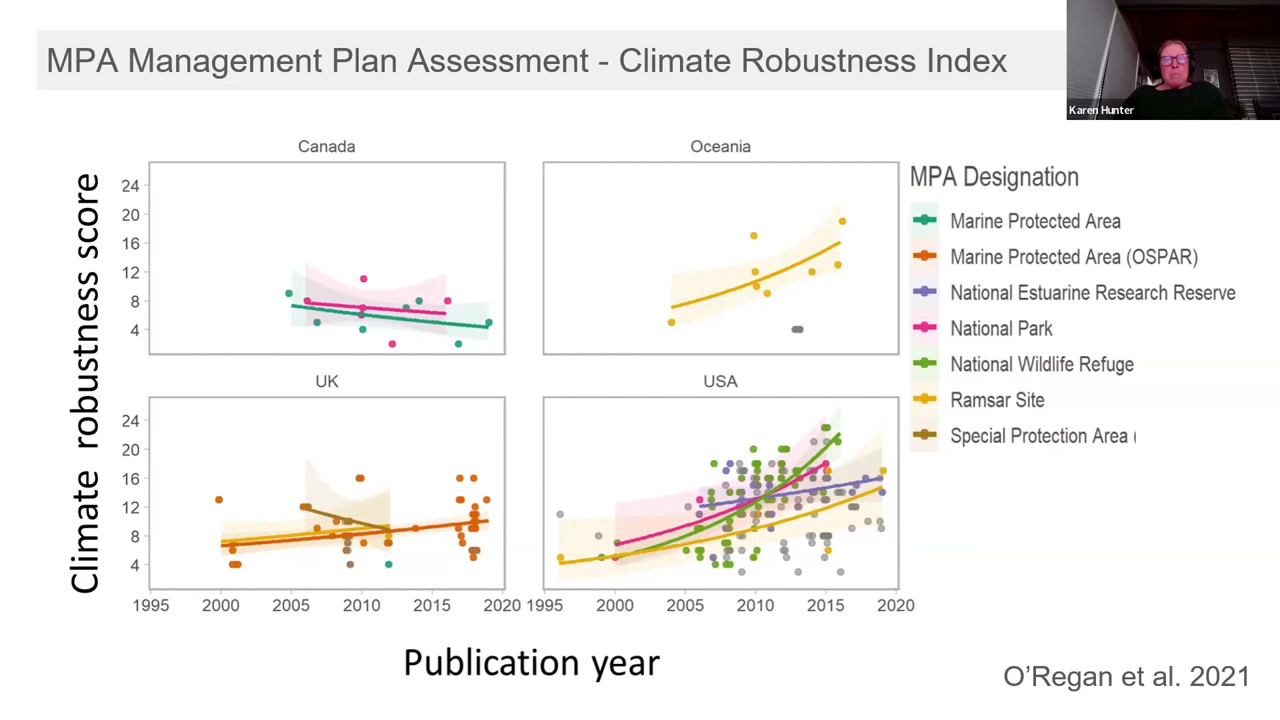 MPA Management Plan Assessment - Climate Robustness Index
Karen Hunter
Canada
Oceania
24
20
16
12
8
4
Climate robustness score
UK
USA
24
20
16
12
8
4
1995 2000 2005 2010 2015 2020
1995 2000 2005 2010 2015 2020
Publication year
MPA Designation
Marine Protected Area
Marine Protected Area (OSPAR)
National Estuarine Research Reserve
National Park
National Wildlife Refuge
Ramsar Site
Special Protection Area (
O'Regan et al. 2021